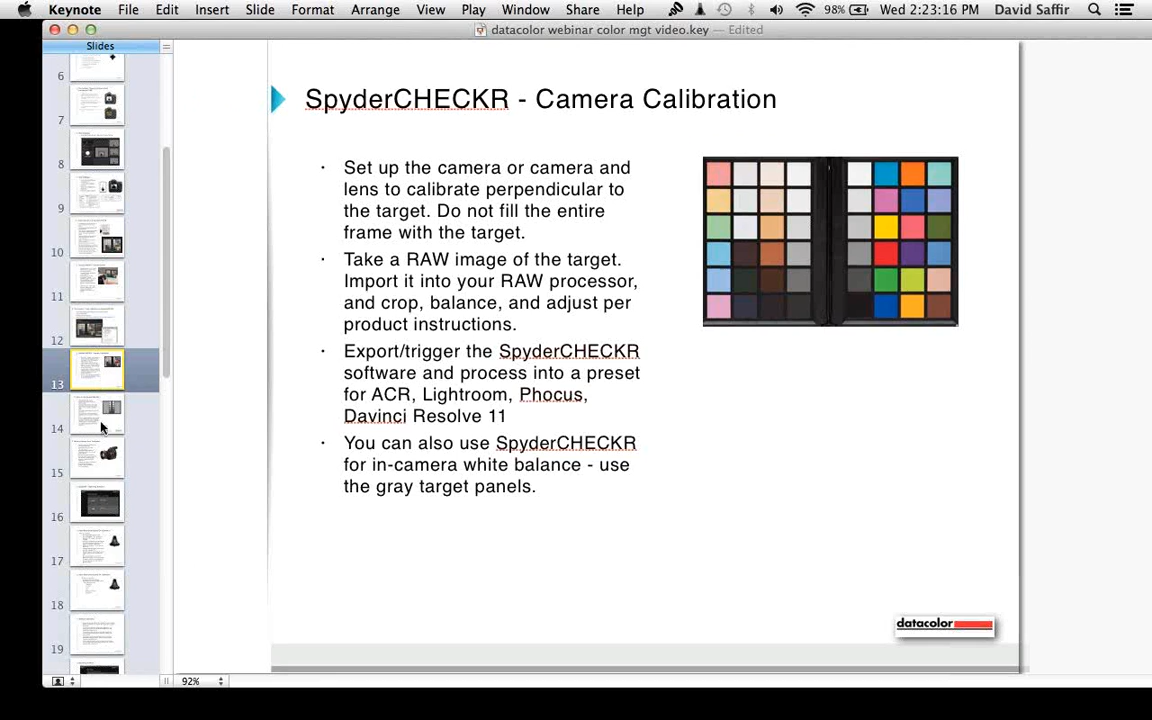 Keynote File Edit Insert Slide Format Arrange View Play Window Share Help 98% Wed 2:23:16 PM David Saffir
datacolor webinar color mgt video.key — Edited
Slides
6
7
8
9
10
11
12
13
14
15
16
17
18
19
SpyderCHECKR - Camera Calibration
· Set up the camera or camera and
lens to calibrate perpendicular to
the target. Do not fill the entire
frame with the target.
· Take a RAW image of the target.
Import it into your RAW processor,
and crop, balance, and adjust per
product instructions.
· Export/trigger the SpyderCHECKR
software and process into a preset
for ACR, Lightroom, Phocus,
Davinci Resolve 11
· You can also use SpyderCHECKR
for in-camera white balance - use
the gray target panels.
datacolor
92%